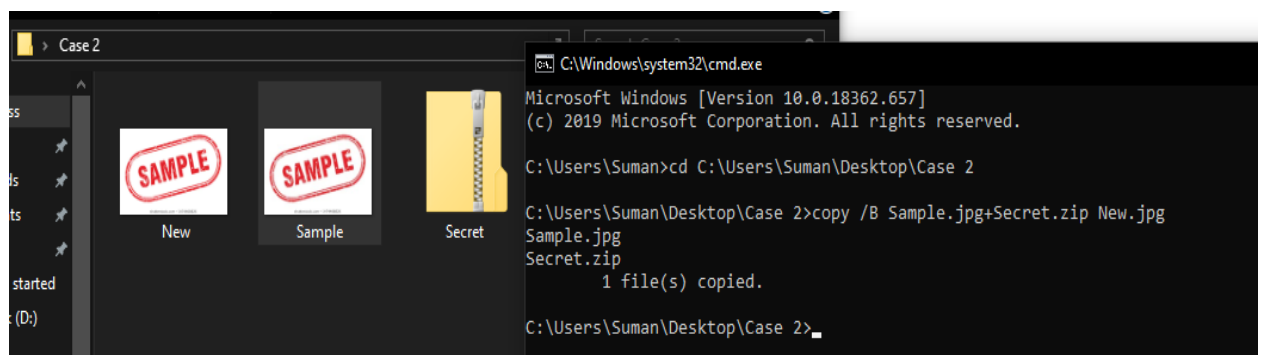 Case 2
ss
ds
ts
started
(D:)
SAMPLE
SAMPLE
New
Sample
Secret
C:\Windows\system32\cmd.exe
Microsoft Windows [Version 10.0.18362.657]
(c) 2019 Microsoft Corporation. All rights reserved.
C:\Users\Suman>cd C:\Users\Suman\Desktop\Case 2
C:\Users\Suman\Desktop\Case 2>copy /B Sample.jpg+Secret.zip New.jpg
Sample.jpg
Secret.zip
1 file(s) copied.
C:\Users\Suman\Desktop\Case 2>